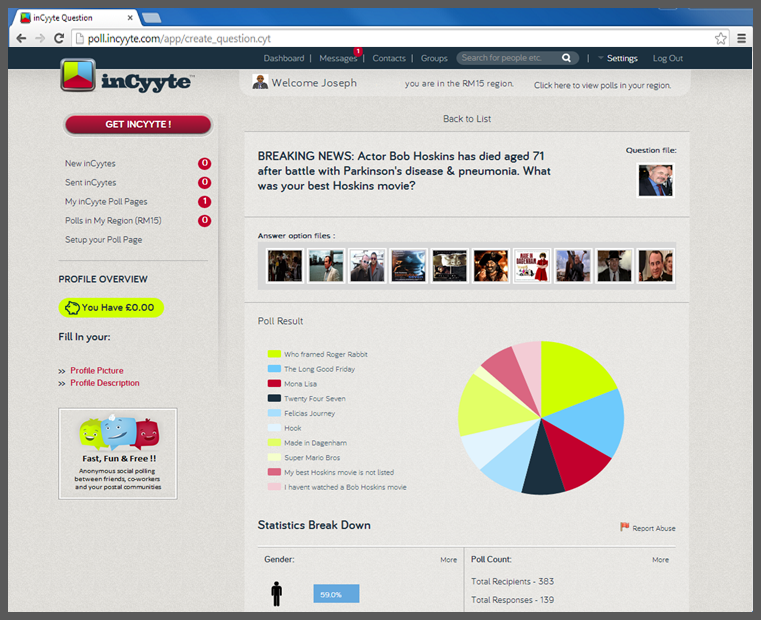 inCyyte Question
poll.incyyte.com/app/create_question.cyt
Dashboard | Messages 1 | Contacts | Groups Search for people etc. | Settings Log Out
inCyyte™
Welcome Joseph you are in the RM15 region. Click here to view polls in your region.
GET INCYYTE !
New inCyytes 0
Sent inCyytes 0
My inCyyte Poll Pages 1
Polls in My Region (RM15) 0
Setup your Poll Page
PROFILE OVERVIEW
You Have £0.00
Fill In your:
>> Profile Picture
>> Profile Description
Fast, Fun & Free !!
Anonymous social polling
between friends, co-workers
and your postal communities
Back to List
BREAKING NEWS: Actor Bob Hoskins has died aged 71
after battle with Parkinson's disease & pneumonia. What
was your best Hoskins movie?
Question file:
Answer option files :
MADE IN
DAGENHAM
Poll Result
Who framed Roger Rabbit
The Long Good Friday
Mona Lisa
Twenty Four Seven
Felicias Journey
Hook
Made in Dagenham
Super Mario Bros
My best Hoskins movie is not listed
I havent watched a Bob Hoskins movie
Statistics Break Down
Report Abuse
Gender: More
59.0%
Poll Count: More
Total Recipients - 383
Total Responses - 139